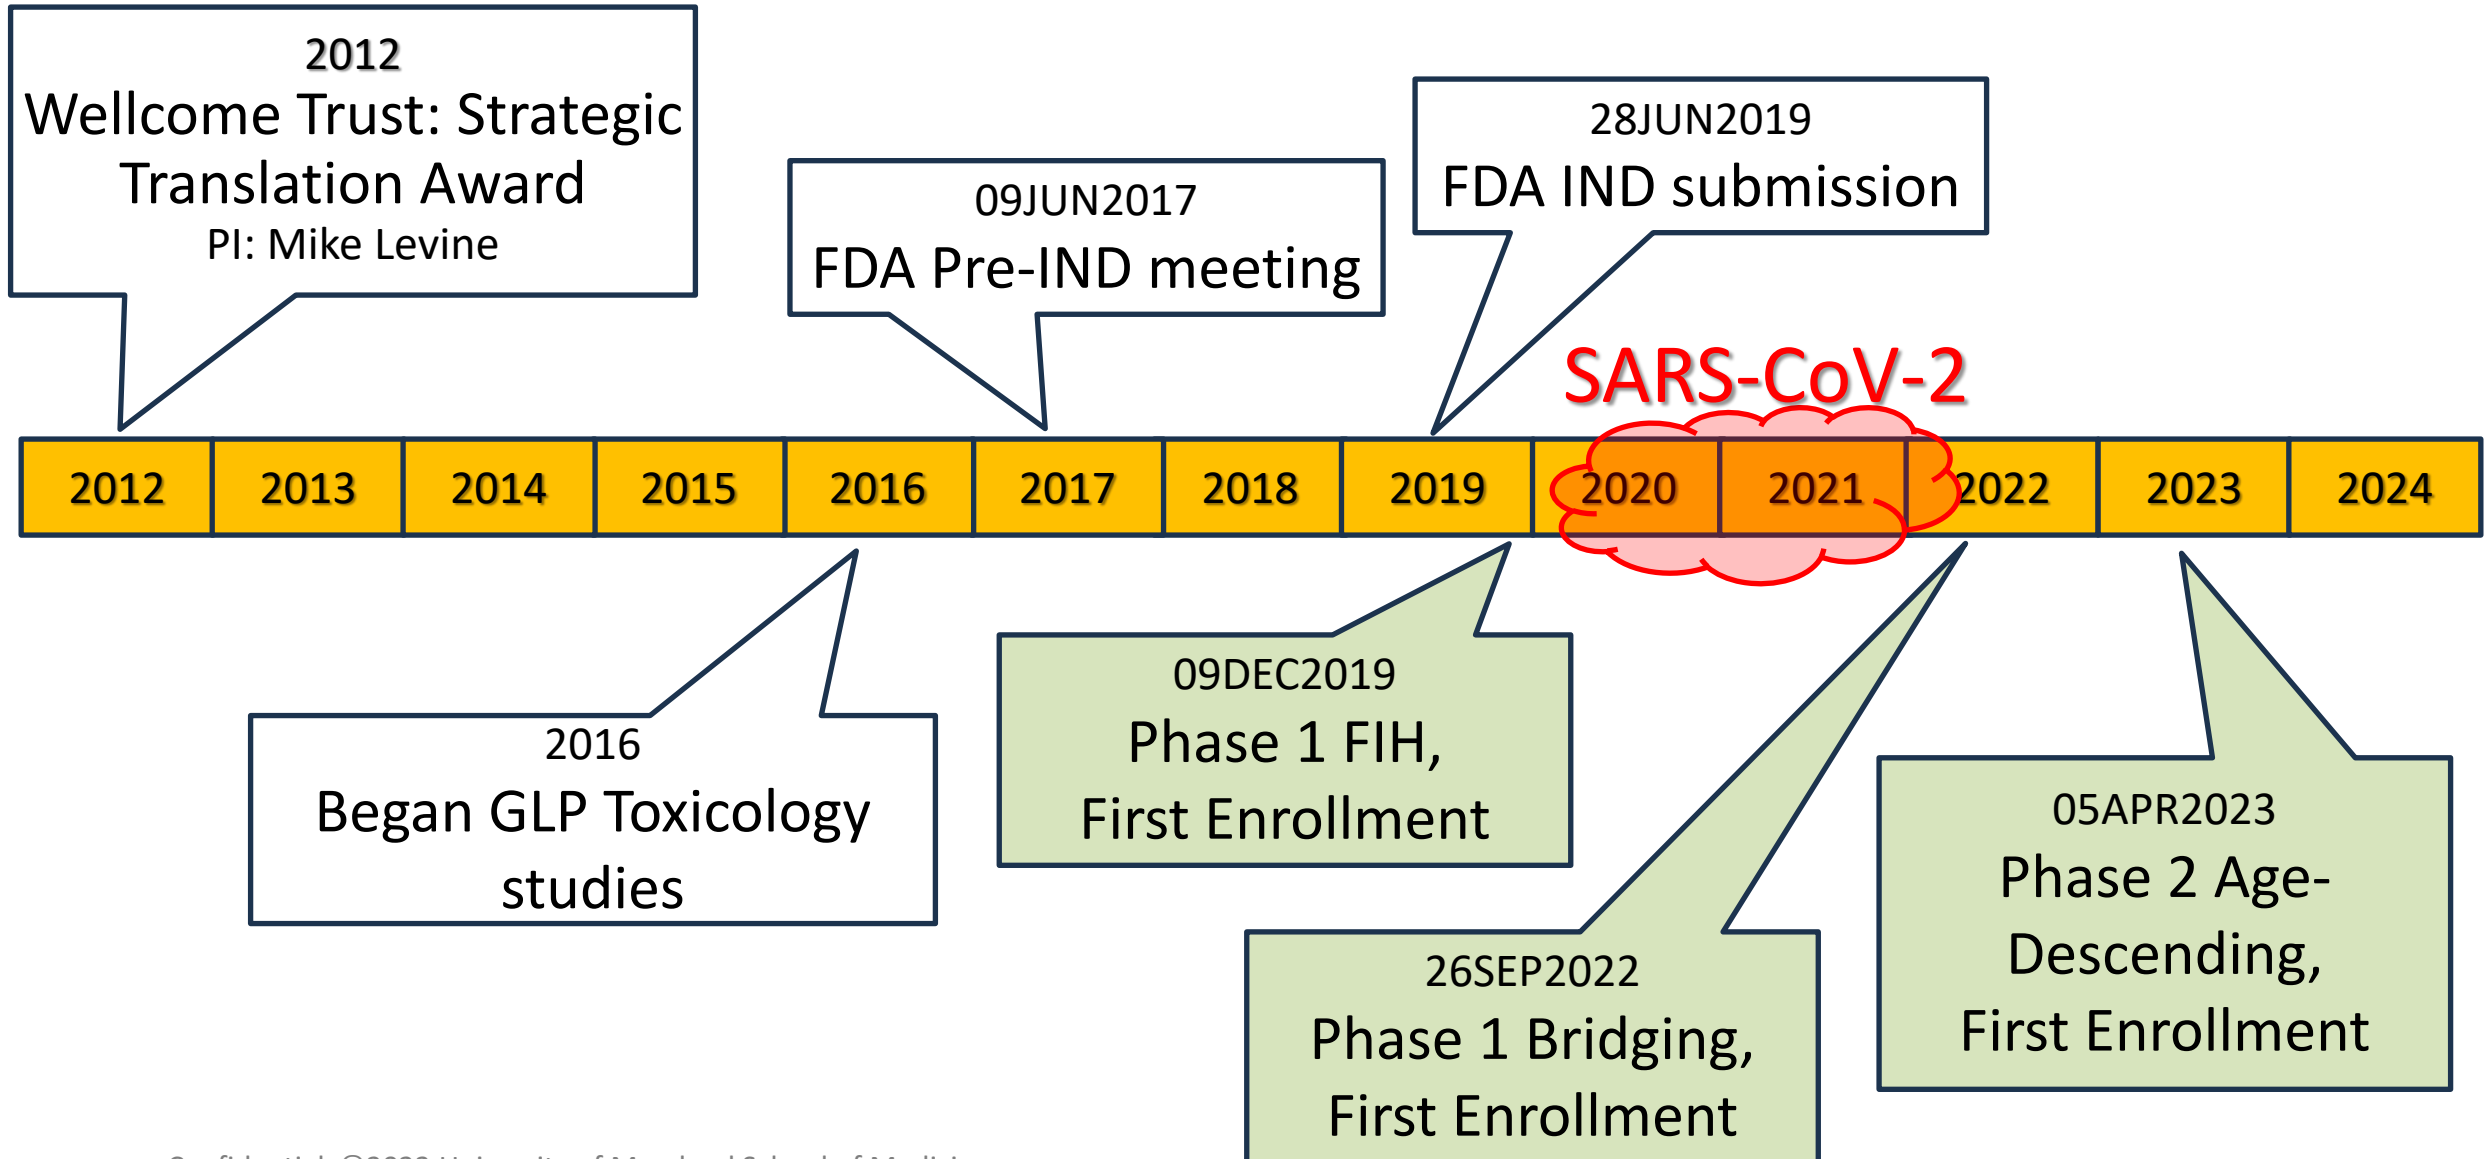 2012
Wellcome Trust: Strategic
Translation Award
PI: Mike Levine
09JUN2017
FDA Pre-IND meeting
28JUN2019
FDA IND submission
SARS-CoV-2
2012 2013 2014 2015 2016 2017 2018 2019 2020 2021 2022 2023 2024
2016
Began GLP Toxicology
studies
09DEC2019
Phase 1 FIH,
First Enrollment
26SEP2022
Phase 1 Bridging,
First Enrollment
05APR2023
Phase 2 Age-
Descending,
First Enrollment